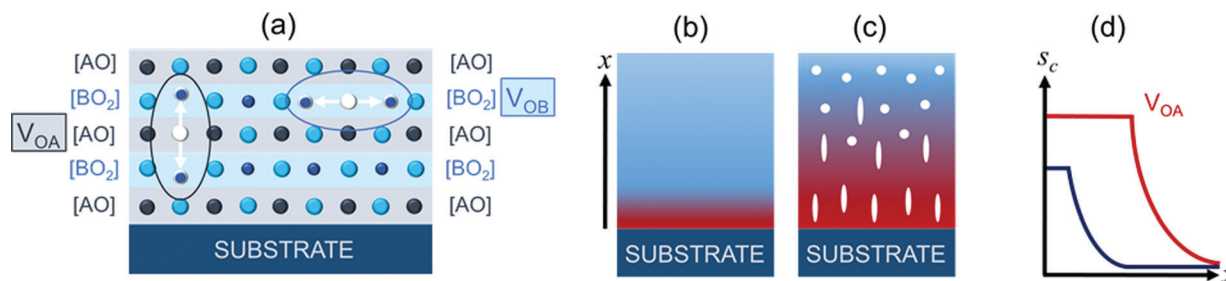 (a)
(b)
(c)
(d)
[AO]
[AO]
[BO2]
[BO2]
VOB
VOA
[AO]
[AO]
[BO2]
[BO2]
[AO]
[AO]
SUBSTRATE
x
SUBSTRATE
SUBSTRATE
sc
VOA
x